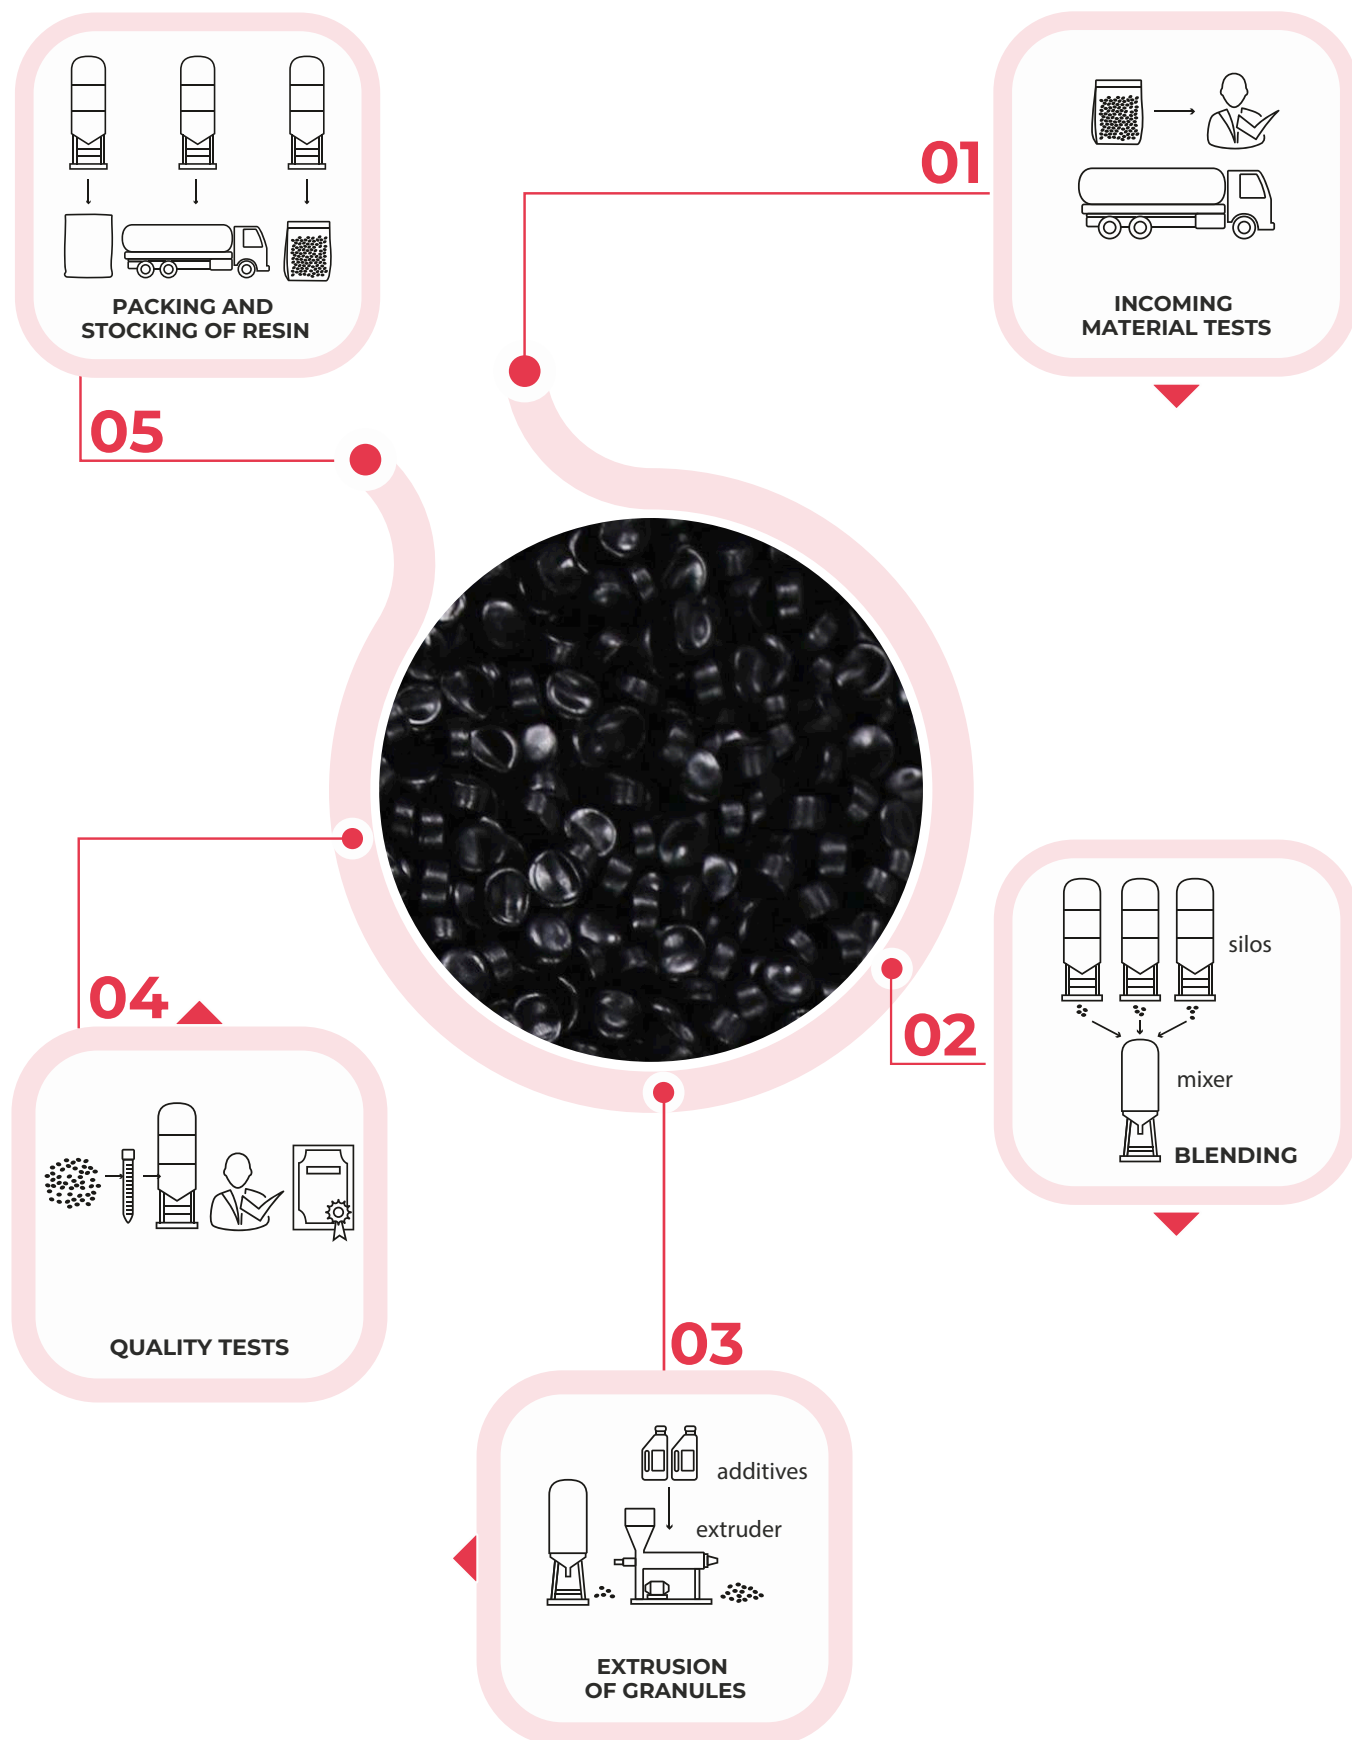 01
INCOMING
MATERIAL TESTS
02
silos
mixer
BLENDING
03
additives
extruder
EXTRUSION
OF GRANULES
04
QUALITY TESTS
05
PACKING AND
STOCKING OF RESIN